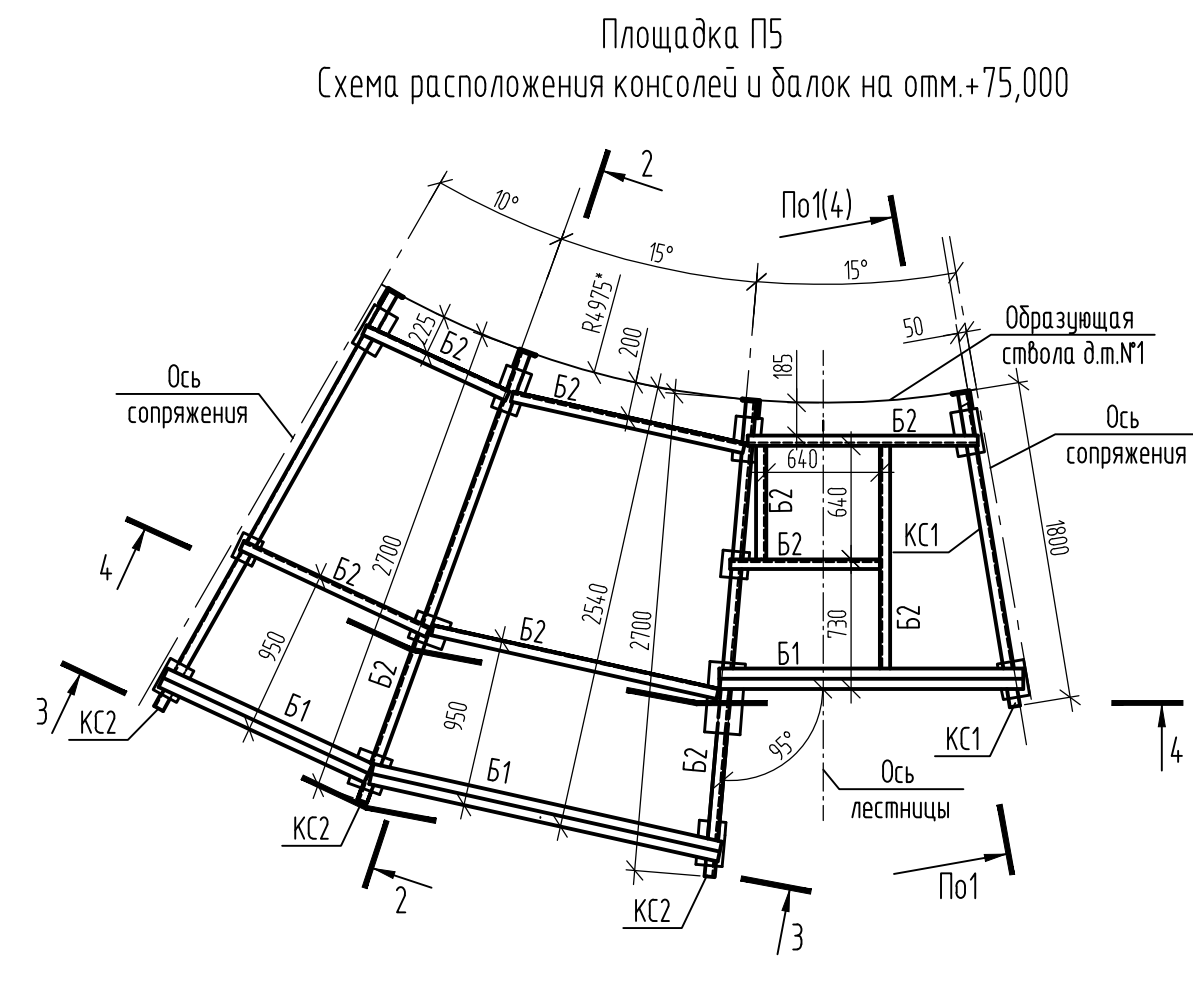 Площадка П5
Схема расположения консолей и балок на отм.+75,000
2
10°
По1(4)
15°
15°
R4975*
50
Образующая
ствола д.т.№1
225
Б2
200
185
Ось
сопряжения
Б2
Б2
Ось
сопряжения
640
Б2
640
КС1
1800
4
2700
Б2
Б2
2540
2700
Б2
730
Б2
950
Б2
Б1
3
КС2
Б1
950
Б2
95°
КС1
4
Б1
Ось
лестницы
КС2
2
По1
КС2
3